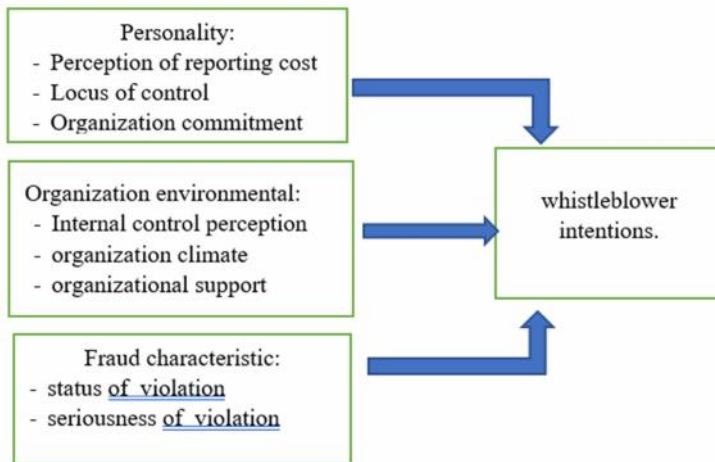 Personality:
- Perception of reporting cost
- Locus of control
- Organization commitment
Organization environmental:
- Internal control perception
- organization climate
- organizational support
Fraud characteristic:
- status of violation
- seriousness of violation
whistleblower
intentions.